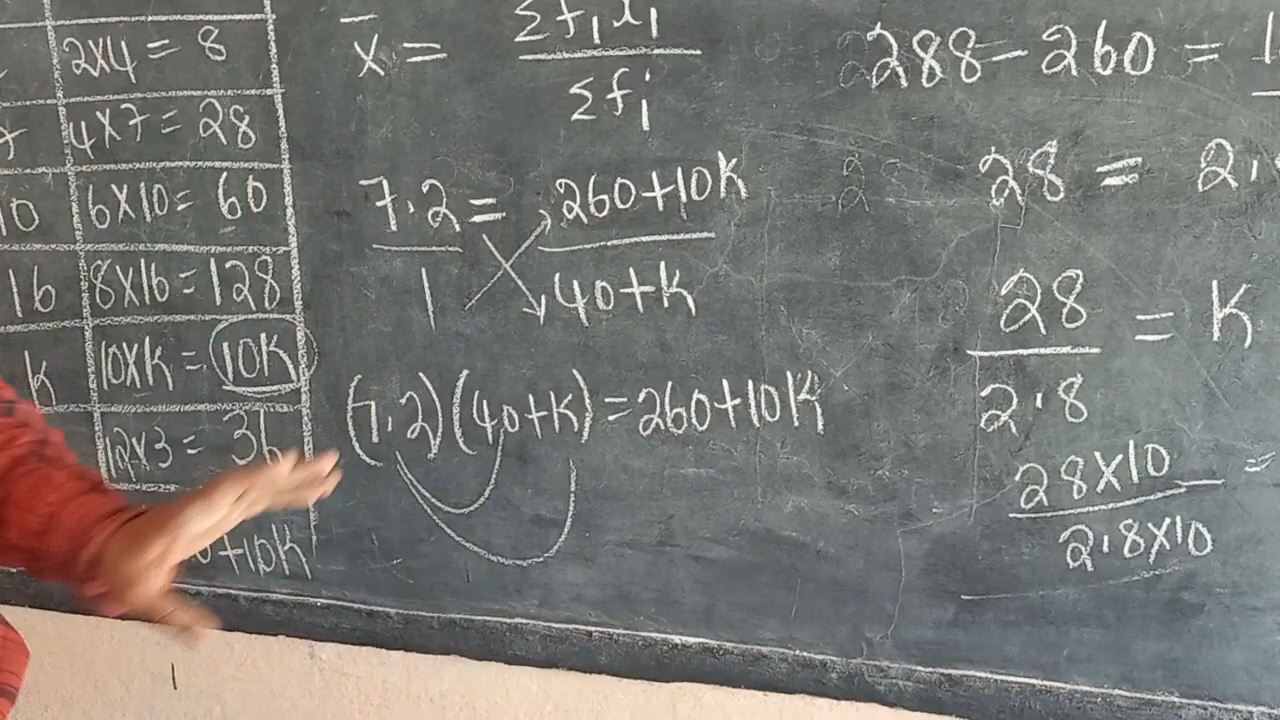 2x4 = 8
4x7 = 28
10 6x10 = 60
16 8x16 = 128
k 10xk = 10k
12x3 = 36
+10k
x̄ = Σfixi / Σfi
7.2 / 1 = 260+10k / 40+k
(7.2)(40+k) = 260+10k
288-260 =
28 = 2.
28 / 2.8 = k
28x10 / 2.8x10 =